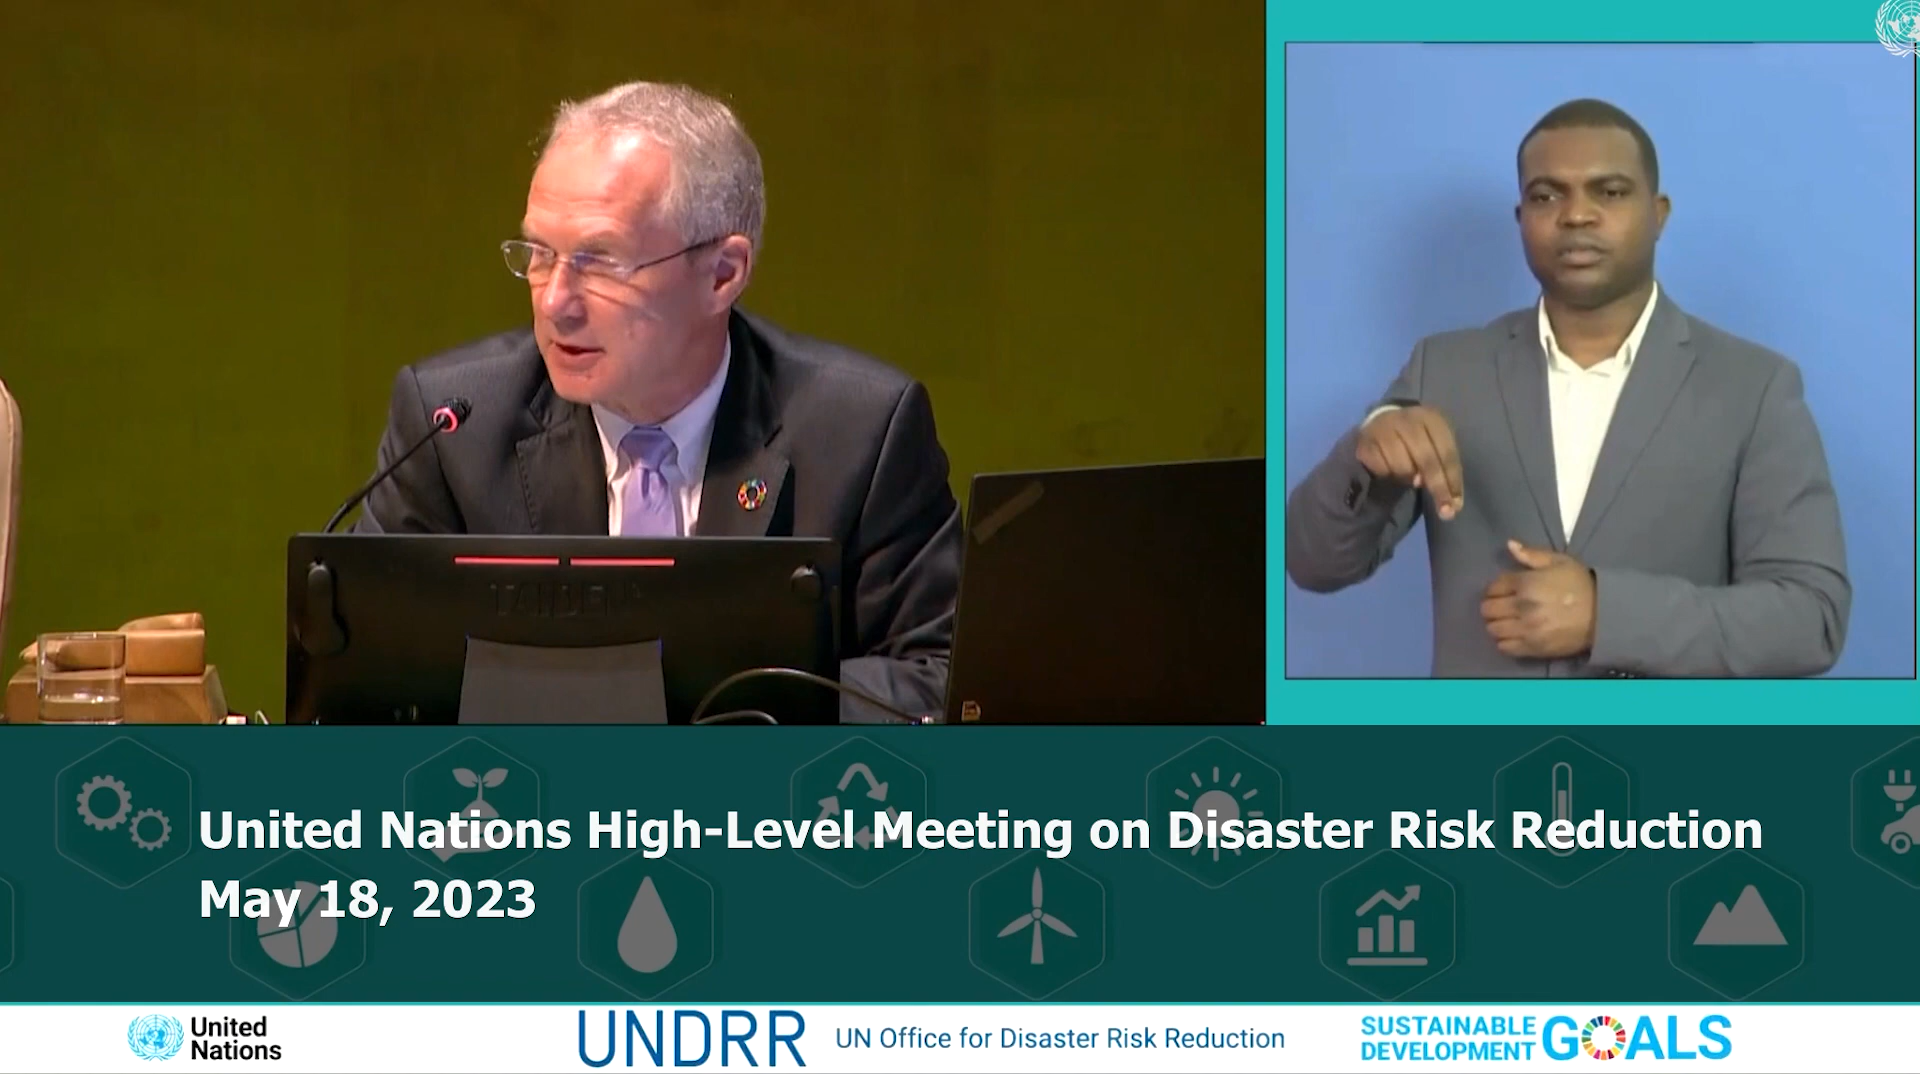 United Nations High-Level Meeting on Disaster Risk Reduction
May 18, 2023
United
Nations
UNDRR
UN Office for Disaster Risk Reduction
SUSTAINABLE
DEVELOPMENT
GOALS